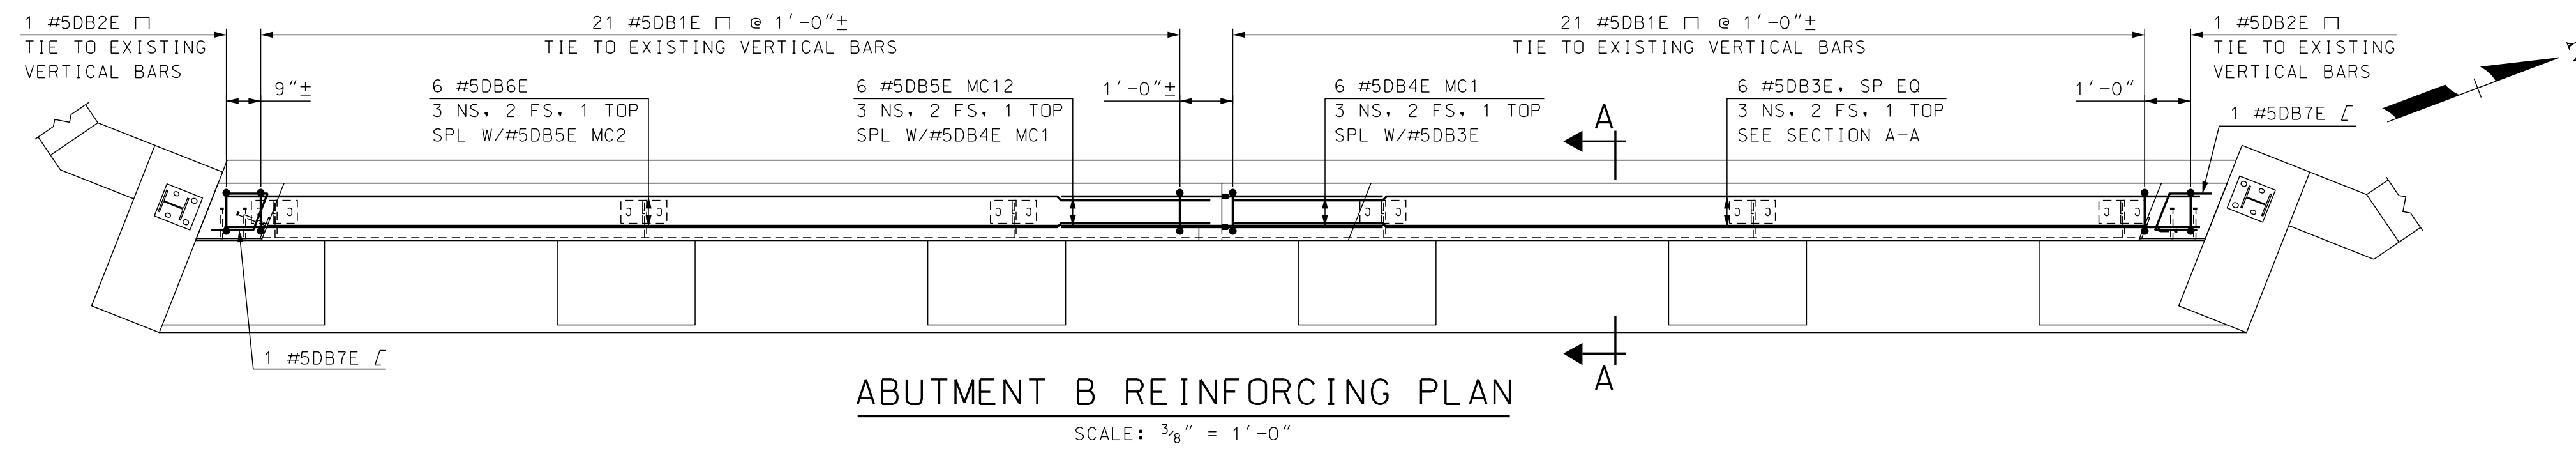 1 #5DB2E ⊓
TIE TO EXISTING
VERTICAL BARS
21 #5DB1E ⊓ @ 1'-0"±
TIE TO EXISTING VERTICAL BARS
21 #5DB1E ⊓ @ 1'-0"±
TIE TO EXISTING VERTICAL BARS
1 #5DB2E ⊓
TIE TO EXISTING
VERTICAL BARS
9"±
6 #5DB6E
3 NS, 2 FS, 1 TOP
SPL W/#5DB5E MC2
6 #5DB5E MC12
3 NS, 2 FS, 1 TOP
SPL W/#5DB4E MC1
1'-0"±
6 #5DB4E MC1
3 NS, 2 FS, 1 TOP
SPL W/#5DB3E
A
6 #5DB3E, SP EQ
3 NS, 2 FS, 1 TOP
SEE SECTION A-A
1'-0"
1 #5DB7E
1 #5DB7E
A
ABUTMENT B REINFORCING PLAN
SCALE: 3/8" = 1'-0"